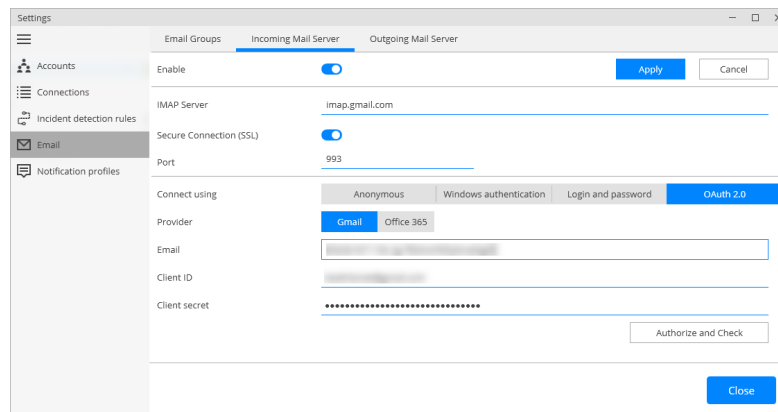 Settings
Email Groups Incoming Mail Server Outgoing Mail Server
Accounts
Connections
Incident detection rules
Email
Notification profiles
Enable Apply Cancel
IMAP Server imap.gmail.com
Secure Connection (SSL)
Port 993
Connect using Anonymous Windows authentication Login and password OAuth 2.0
Provider Gmail Office 365
Email
Client ID
Client secret ••••••••••••••••••••••••••••••••
Authorize and Check
Close